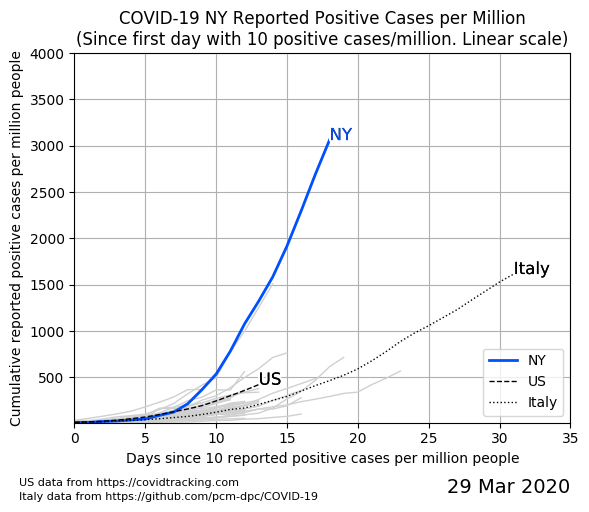 COVID-19 NY Reported Positive Cases per Million
(Since first day with 10 positive cases/million. Linear scale)
Cumulative reported positive cases per million people
4000
3500
3000
2500
2000
1500
1000
500
NY
Italy
US
NY
US
Italy
0
5
10
15
20
25
30
35
Days since 10 reported positive cases per million people
US data from https://covidtracking.com
Italy data from https://github.com/pcm-dpc/COVID-19
29 Mar 2020